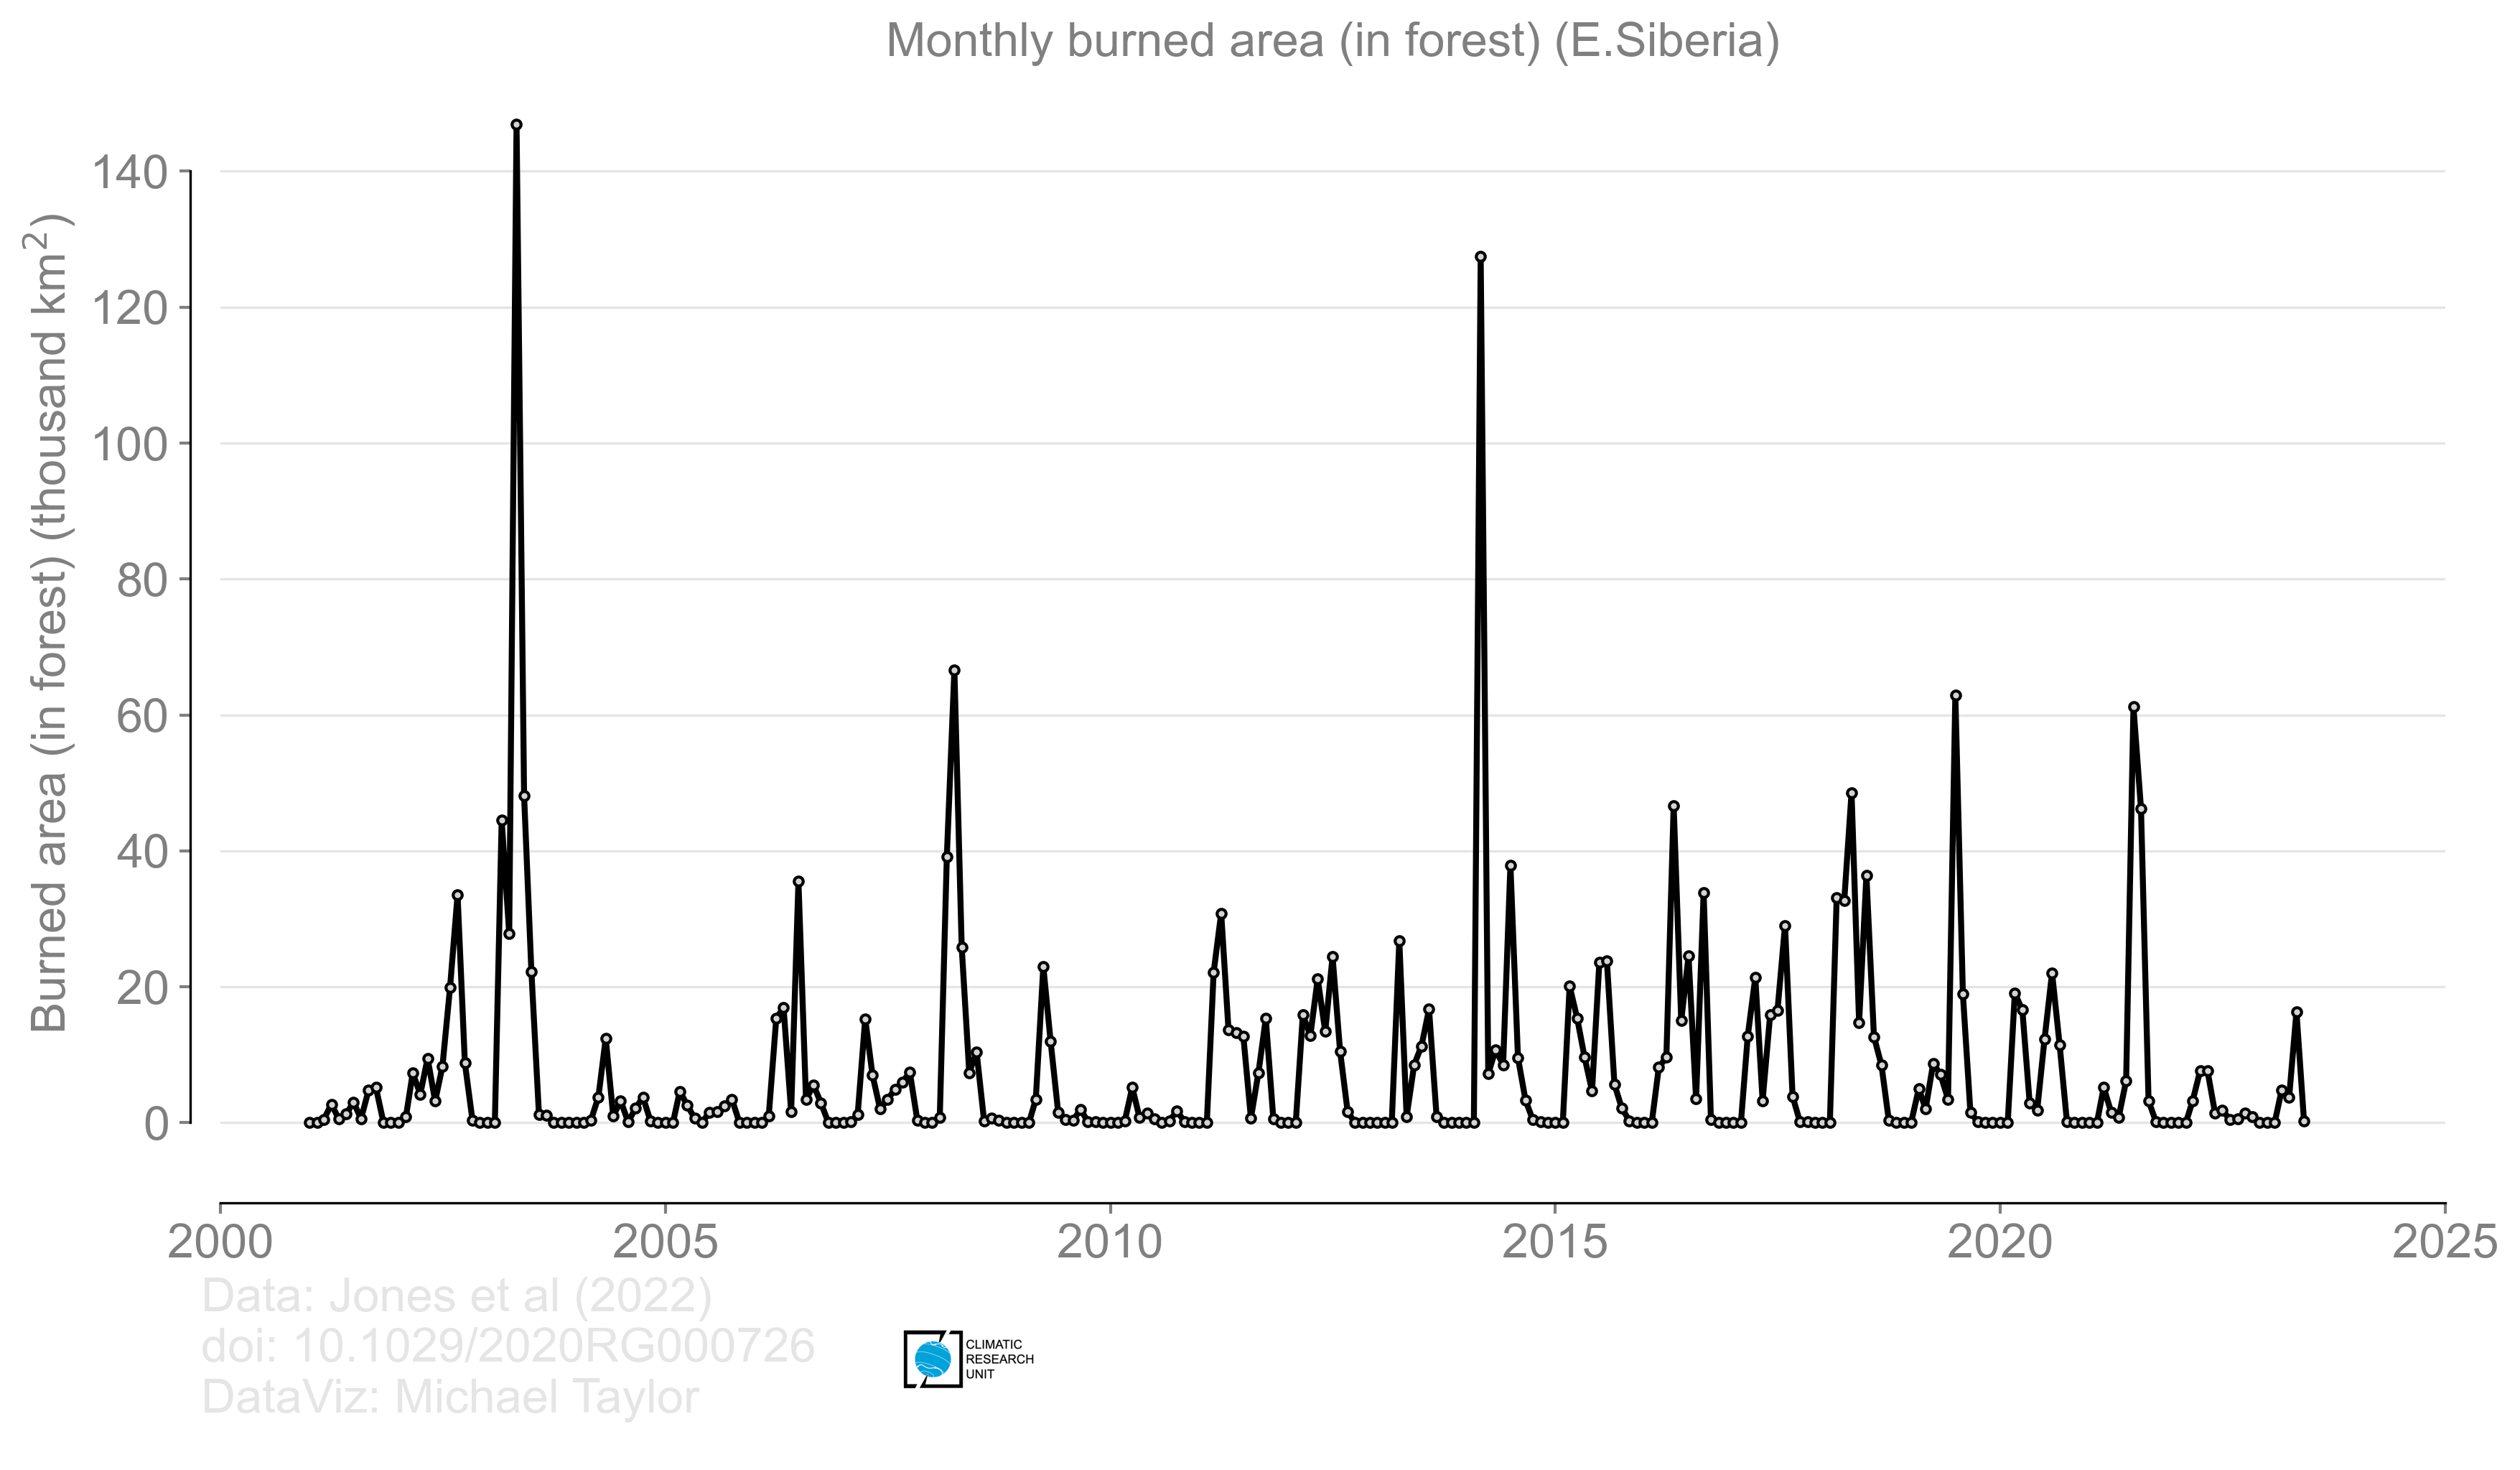 Monthly burned area (in forest) (E.Siberia)
Burned area (in forest) (thousand km²)
140
120
100
80
60
40
20
0
2000 2005 2010 2015 2020 2025
Data: Jones et al (2022)
doi: 10.1029/2020RG000726
DataViz: Michael Taylor
CLIMATIC
RESEARCH
UNIT